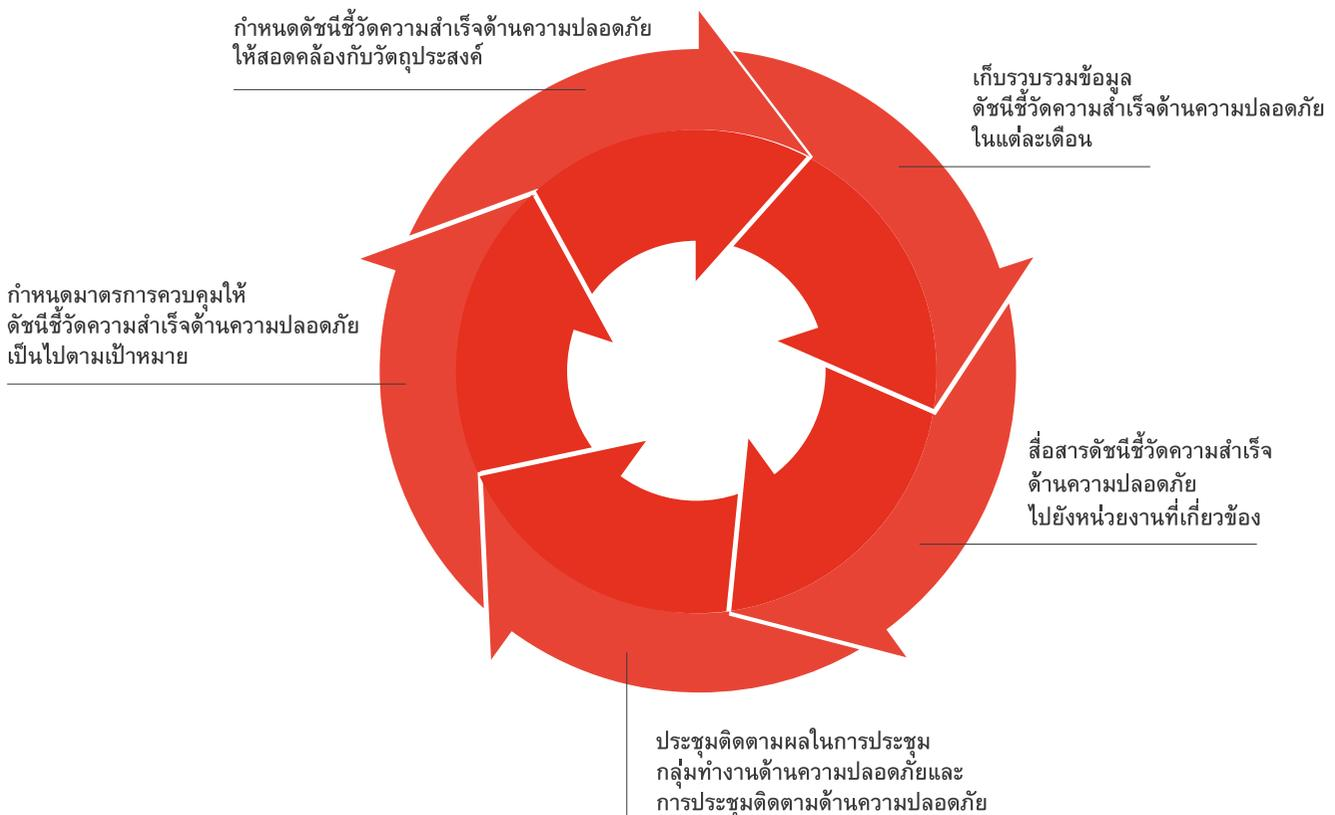 กำหนดดัชนีชี้วัดความสำเร็จด้านความปลอดภัย
ให้สอดคล้องกับวัตถุประสงค์
เก็บรวบรวมข้อมูล
ดัชนีชี้วัดความสำเร็จด้านความปลอดภัย
ในแต่ละเดือน
สื่อสารดัชนีชี้วัดความสำเร็จ
ด้านความปลอดภัย
ไปยังหน่วยงานที่เกี่ยวข้อง
ประชุมติดตามผลในการประชุม
กลุ่มทำงานด้านความปลอดภัยและ
การประชุมติดตามด้านความปลอดภัย
กำหนดมาตรการควบคุมให้
ดัชนีชี้วัดความสำเร็จด้านความปลอดภัย
เป็นไปตามเป้าหมาย